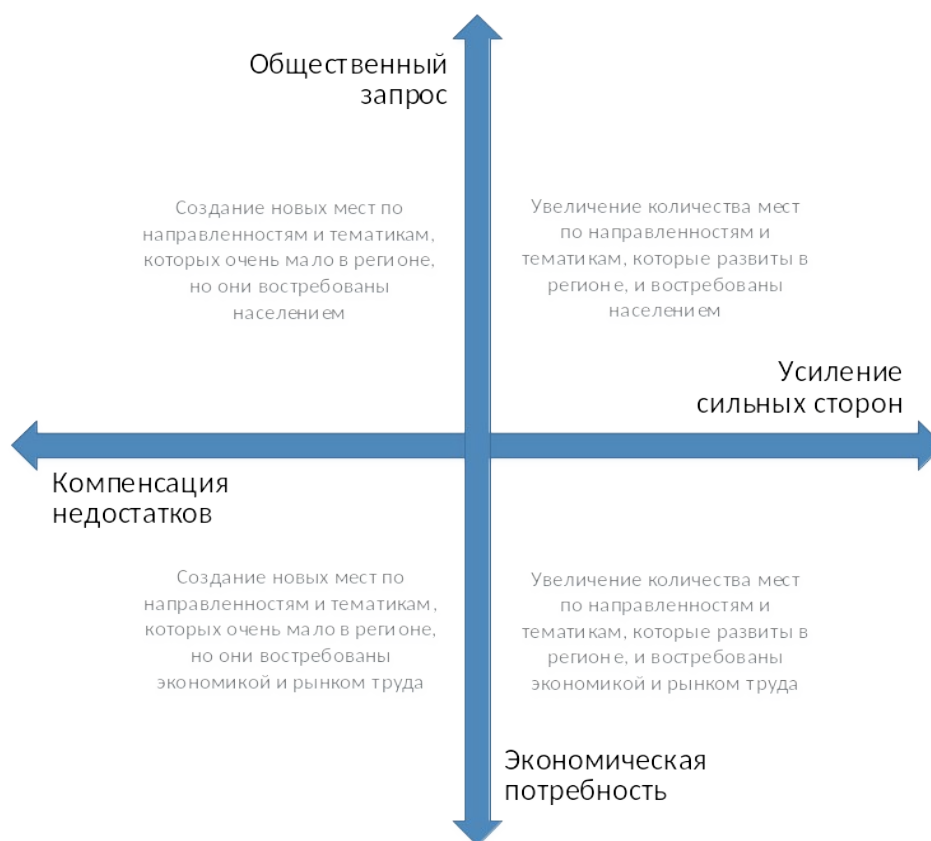 Общественный
запрос
Создание новых мест по
направленностям и тематикам,
которых очень мало в регионе,
но они востребованы
населением
Увеличение количества мест
по направленностям и
тематикам, которые развиты в
регионе, и востребованы
населением
Усиление
сильных сторон
Компенсация
недостатков
Создание новых мест по
направленностям и тематикам,
которых очень мало в регионе,
но они востребованы
экономикой и рынком труда
Увеличение количества мест
по направленностям и
тематикам, которые развиты в
регионе, и востребованы
экономикой и рынком труда
Экономическая
потребность